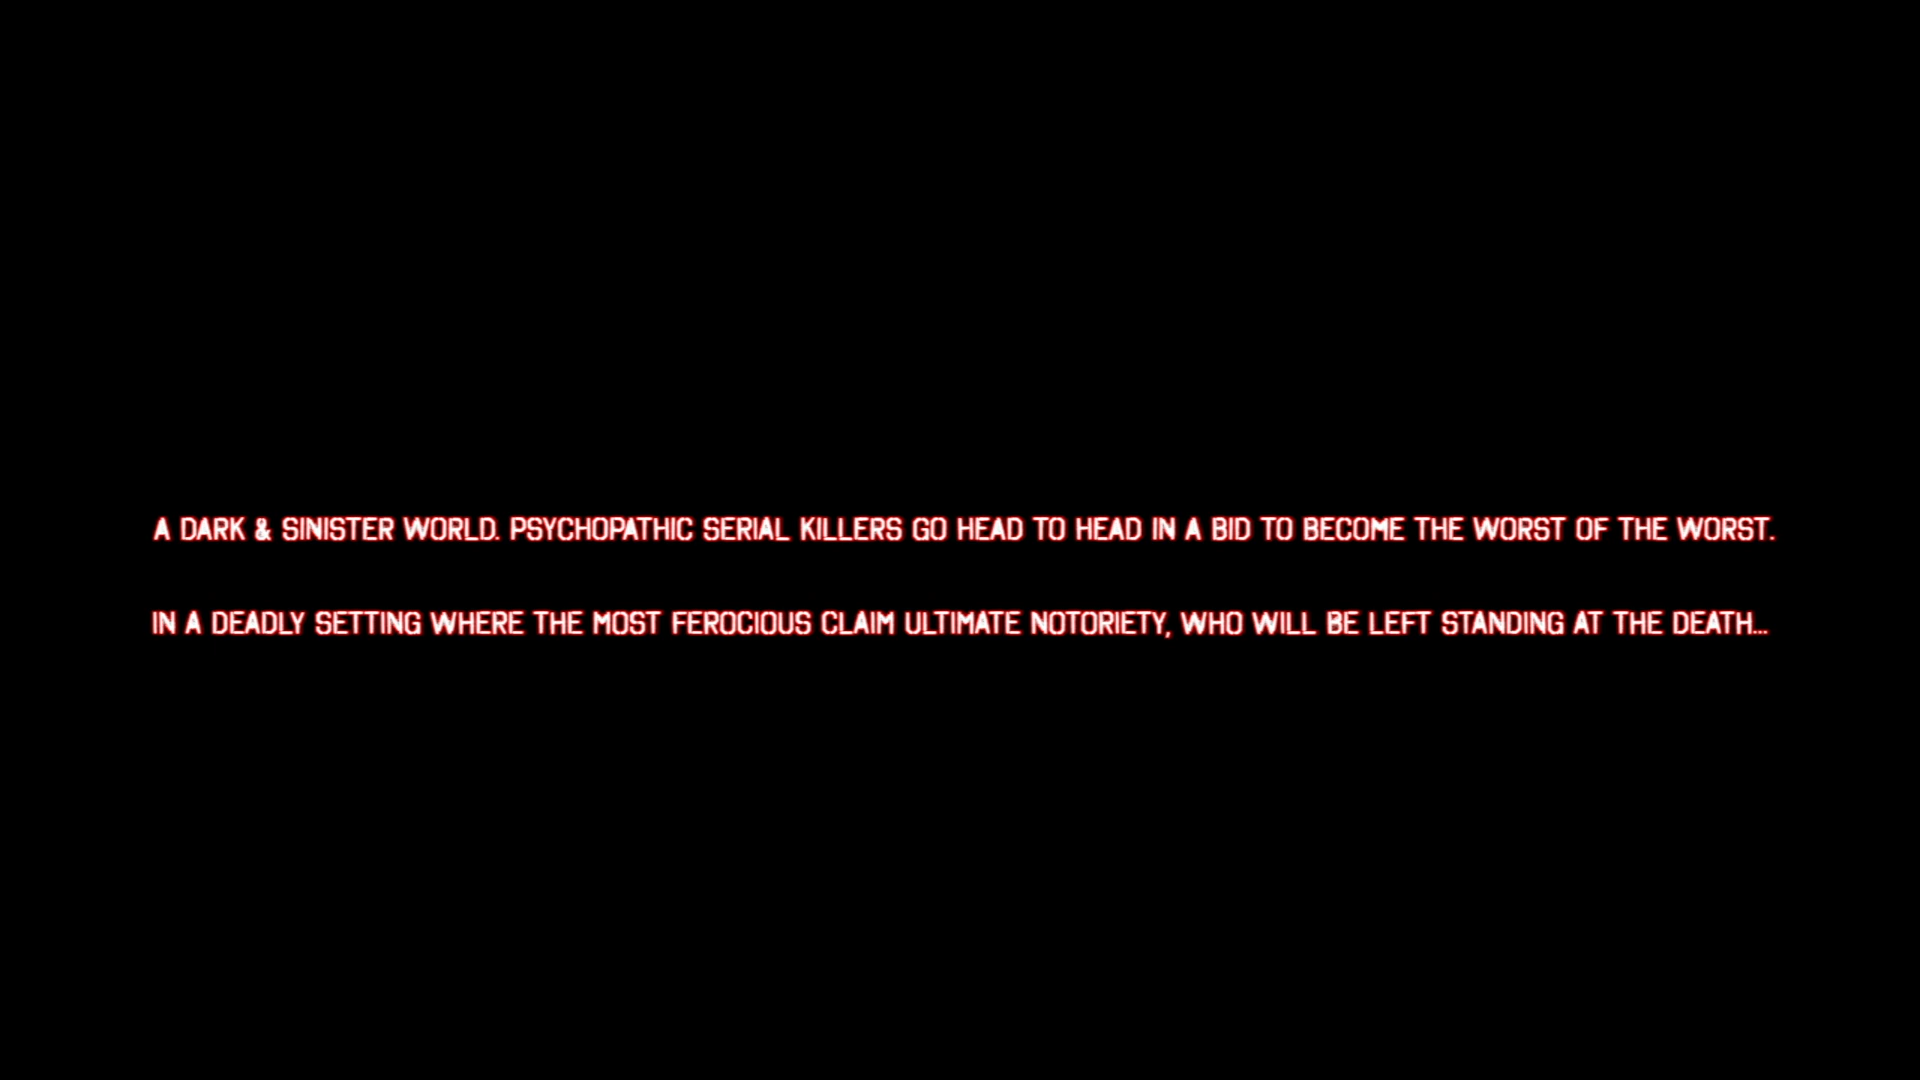 A DARK & SINISTER WORLD. PSYCHOPATHIC SERIAL KILLERS GO HEAD TO HEAD IN A BID TO BECOME THE WORST OF THE WORST.
IN A DEADLY SETTING WHERE THE MOST FEROCIOUS CLAIM ULTIMATE NOTORIETY, WHO WILL BE LEFT STANDING AT THE DEATH...